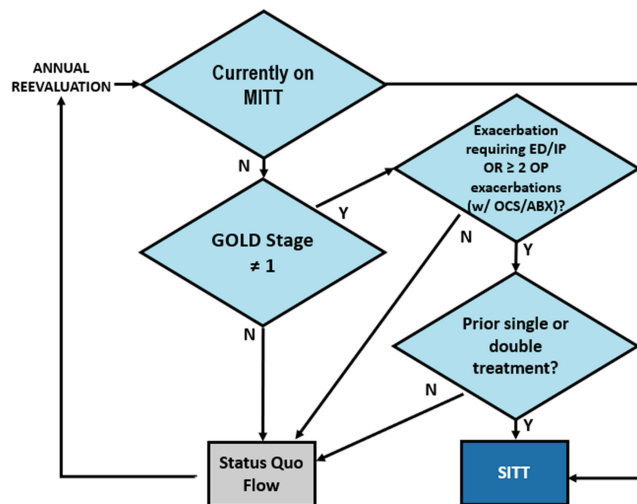 ANNUAL
REEVALUATION
Currently on
MITT
N
GOLD Stage
≠ 1
Y
N
Exacerbation
requiring ED/IP
OR ≥ 2 OP
exacerbations
(w/ OCS/ABX)?
N
Y
Prior single or
double
treatment?
N
Y
Status Quo
Flow
SITT